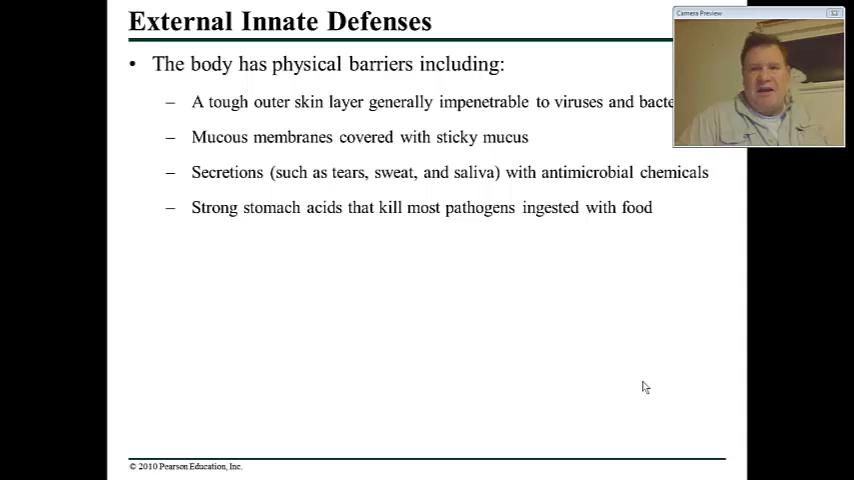 External Innate Defenses
Camera Preview
• The body has physical barriers including:
– A tough outer skin layer generally impenetrable to viruses and
– Mucous membranes covered with sticky mucus
– Secretions (such as tears, sweat, and saliva) with antimicrobial chemicals
– Strong stomach acids that kill most pathogens ingested with food
© 2010 Pearson Education, Inc.